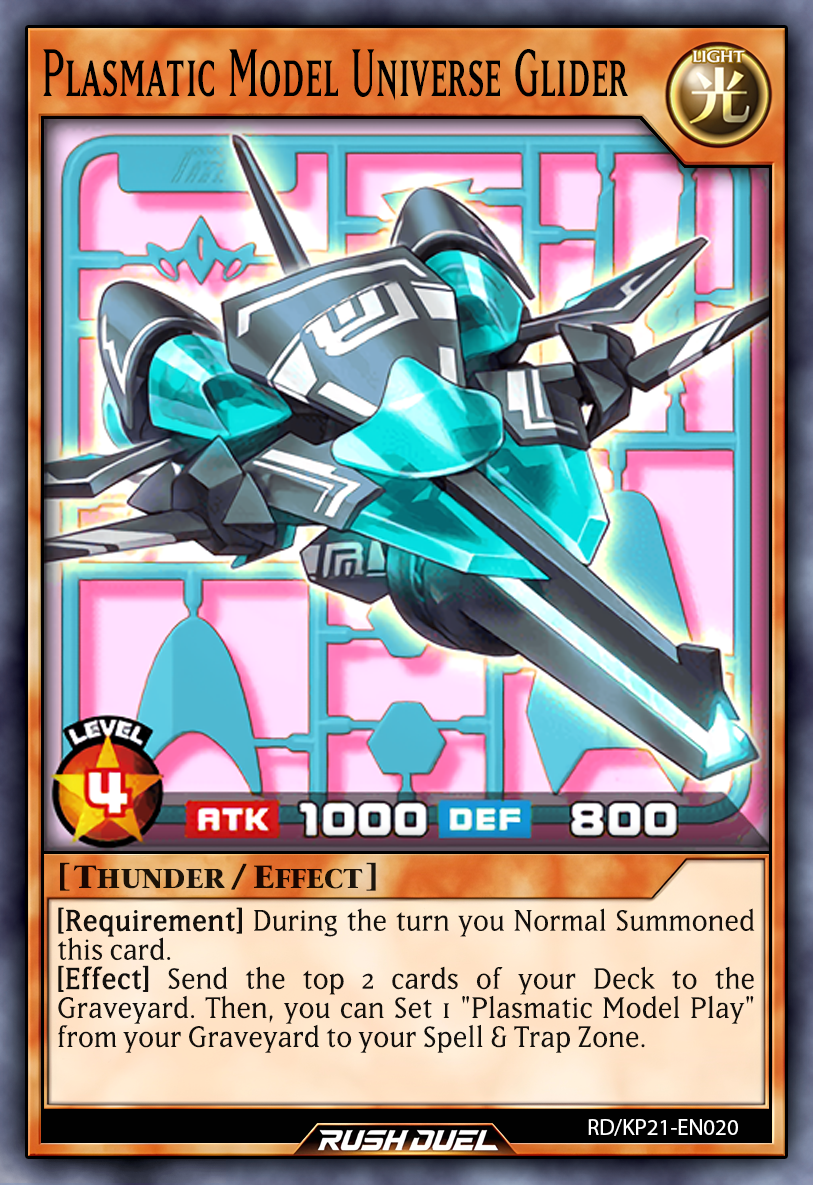 Plasmatic Model Universe Glider
LIGHT
光
LEVEL
4
ATK 1000 DEF 800
[Thunder / Effect]
[Requirement] During the turn you Normal Summoned
this card.
[Effect] Send the top 2 cards of your Deck to the
Graveyard. Then, you can Set 1 "Plasmatic Model Play"
from your Graveyard to your Spell & Trap Zone.
RD/KP21-EN020
RUSH DUEL